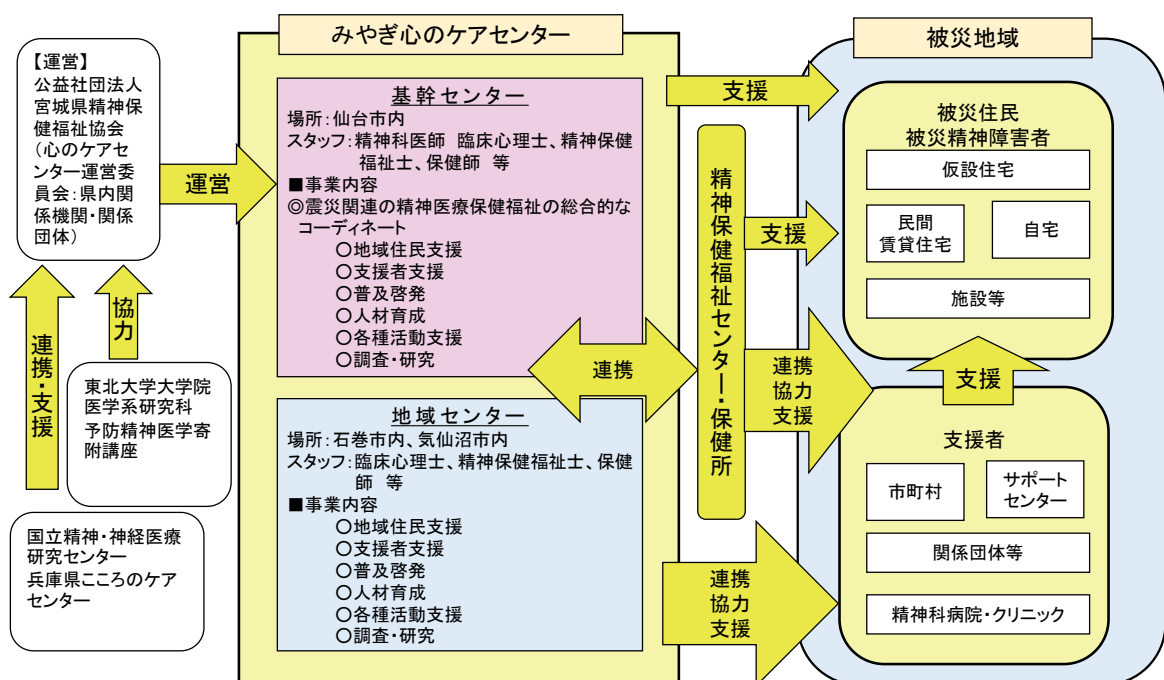 【運営】
公益社団法人
宮城県精神保
健福祉協会
（心のケアセ
ンター運営委
員会：県内関
係機関・関係
団体）
連携・支援
協力
東北大学大学院
医学系研究科
予防精神医学寄
附講座
国立精神・神経医療
研究センター
兵庫県こころのケア
センター
運営
みやぎ心のケアセンター
基幹センター
場所：仙台市内
スタッフ：精神科医師　臨床心理士、精神保健
福祉士、保健師　等
■事業内容
◎震災関連の精神医療保健福祉の総合的な
コーディネート
○地域住民支援
○支援者支援
○普及啓発
○人材育成
○各種活動支援
○調査・研究
地域センター
場所：石巻市内、気仙沼市内
スタッフ：臨床心理士、精神保健福祉士、保健
師　等
■事業内容
○地域住民支援
○支援者支援
○普及啓発
○人材育成
○各種活動支援
○調査・研究
連携
支援
精神保健福祉センター・保健所
支援
連携
協力
支援
連携
協力
支援
被災地域
被災住民
被災精神障害者
仮設住宅
民間
賃貸住宅
自宅
施設等
支援
支援者
市町村
サポート
センター
関係団体等
精神科病院・クリニック